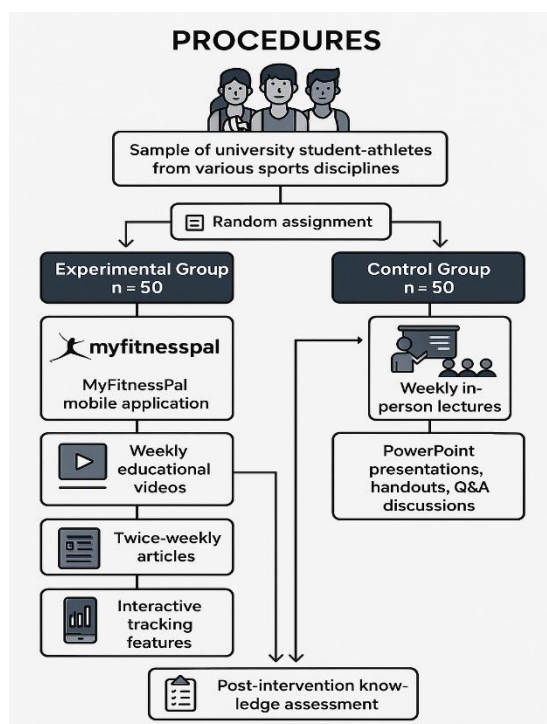 PROCEDURES
Sample of university student-athletes
from various sports disciplines
Random assignment
Experimental Group
n = 50
myfitnesspal
MyFitnessPal
mobile application
Weekly
educational
videos
Twice-weekly
articles
Interactive
tracking
features
Control Group
n = 50
Weekly in-
person lectures
PowerPoint
presentations,
handouts, Q&A
discussions
Post-intervention know-
ledge assessment